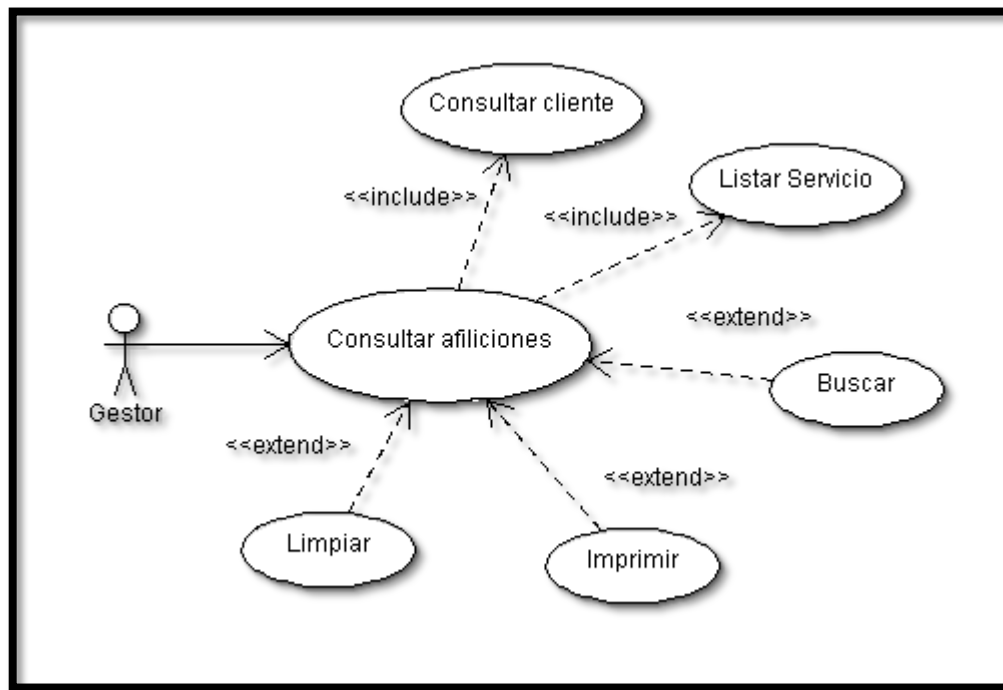 Consultar cliente
Listar Servicio
<<include>>
<<include>>
<<extend>>
Consultar afiliciones
Buscar
Gestor
<<extend>>
<<extend>>
Limpiar
Imprimir